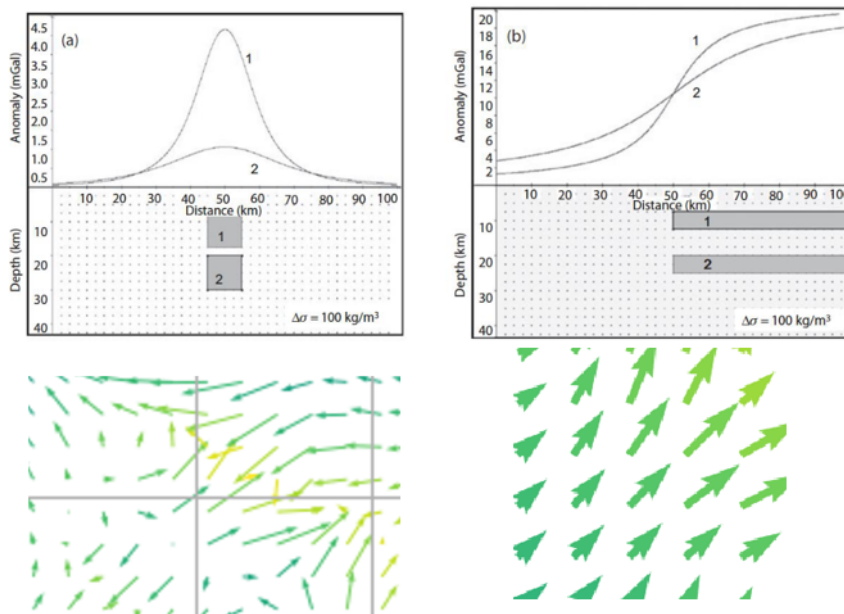 (a)
Anomaly (mGal)
4.5
4.0
3.5
3.0
2.5
2.0
1.5
1.0
0.5
1
2
10 20 30 40 50 60 70 80 90 100
Distance (km)
Depth (km)
10
20
30
40
1
2
Δσ = 100 kg/m³
(b)
Anomaly (mGal)
20
18
16
14
12
10
8
6
4
2
1
2
10 20 30 40 50 60 70 80 90 100
Distance (km)
Depth (km)
10
20
30
40
1
2
Δσ = 100 kg/m³